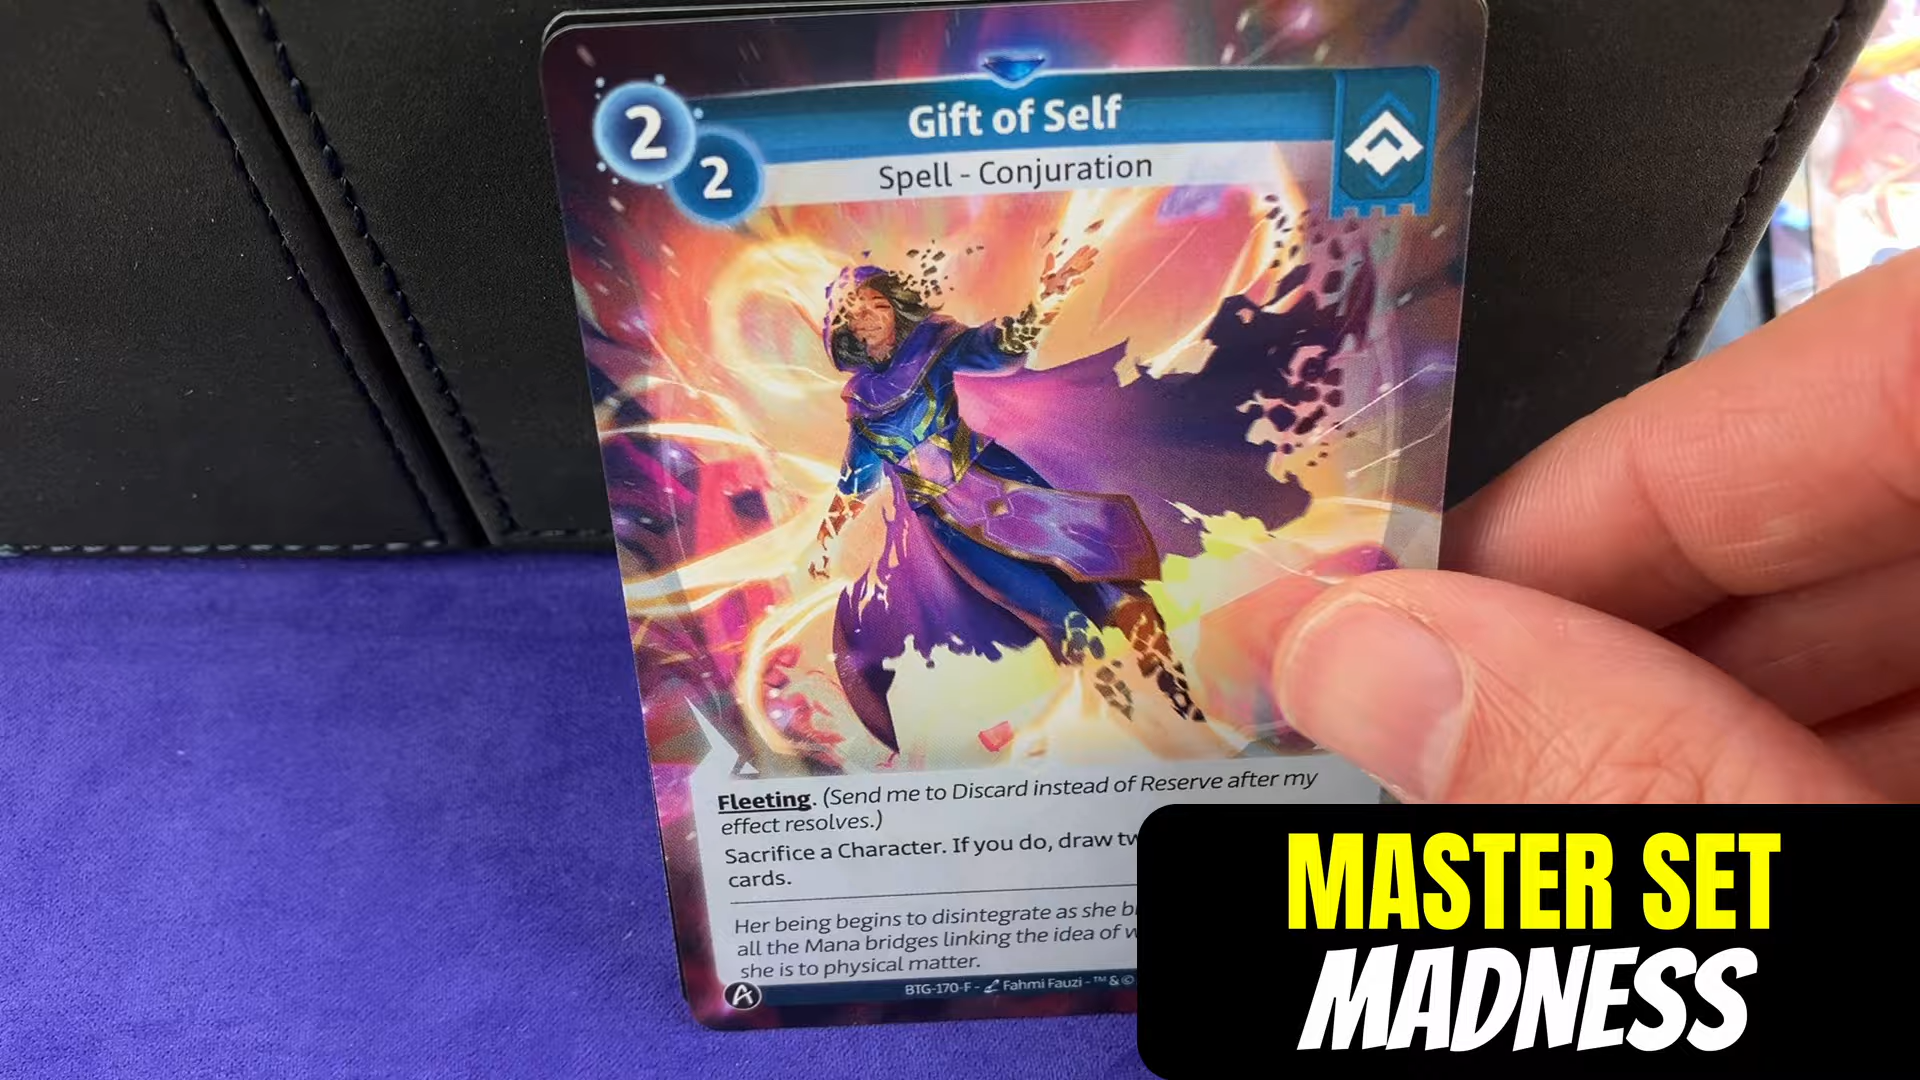 2
2
Gift of Self
Spell - Conjuration
Fleeting. (Send me to Discard instead of Reserve after my
effect resolves.)
Sacrifice a Character. If you do, draw
cards.
Her being begins to disintegrate as she
all the Mana bridges linking the idea of
she is to physical matter.
BTG-170-F - Fahmi Fauzi - ™ & ©
MASTER SET
MADNESS